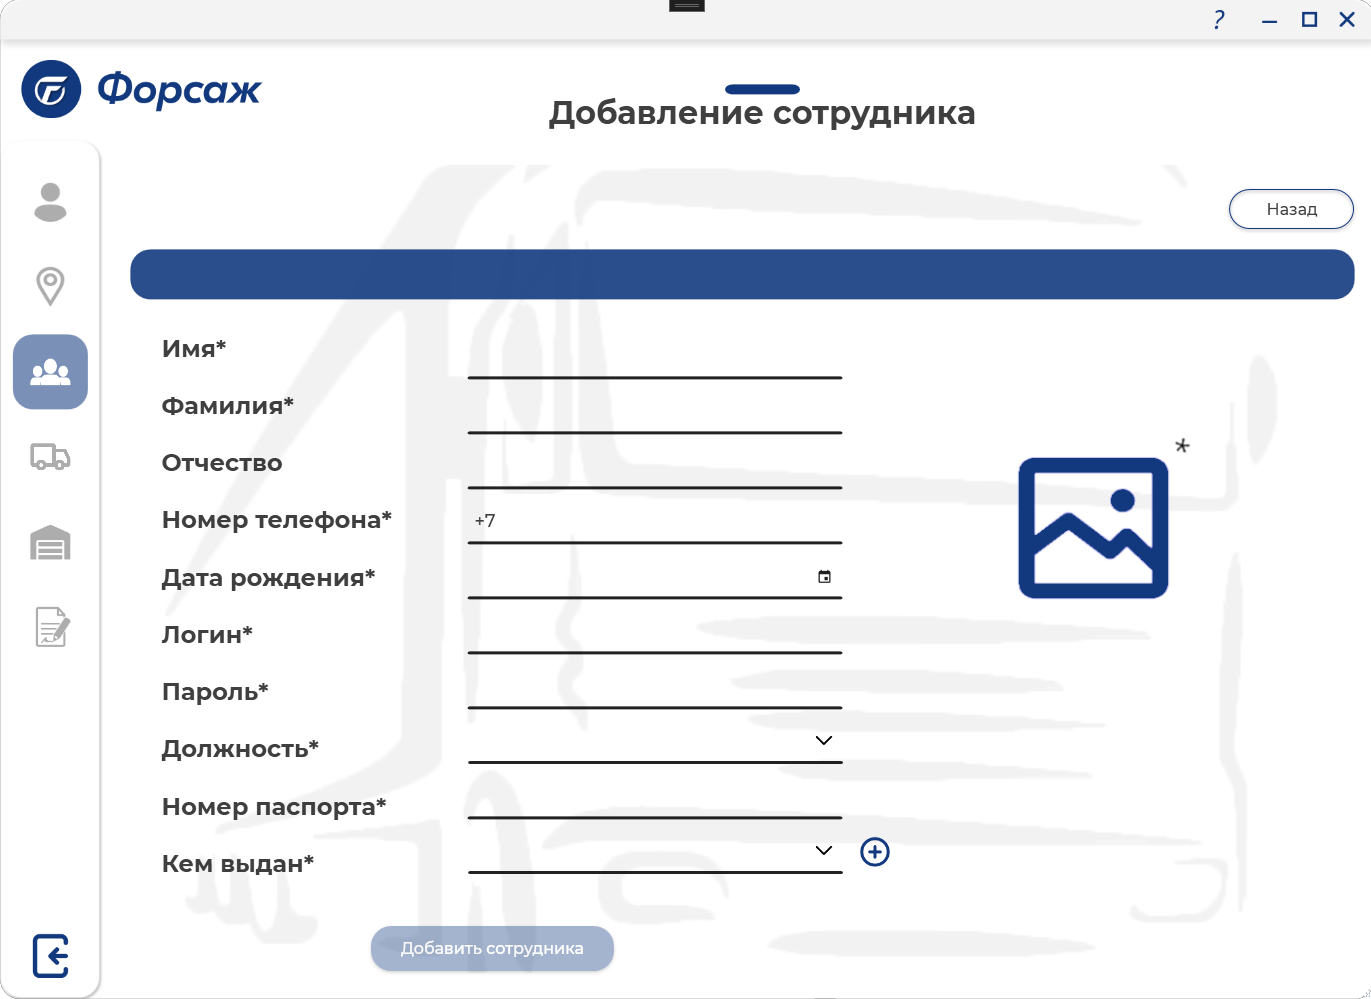 ?
Форсаж
Добавление сотрудника
Назад
Имя*
Фамилия*
Отчество
Номер телефона*
+7
Дата рождения*
Логин*
Пароль*
Должность*
Номер паспорта*
Кем выдан*
*
Добавить сотрудника